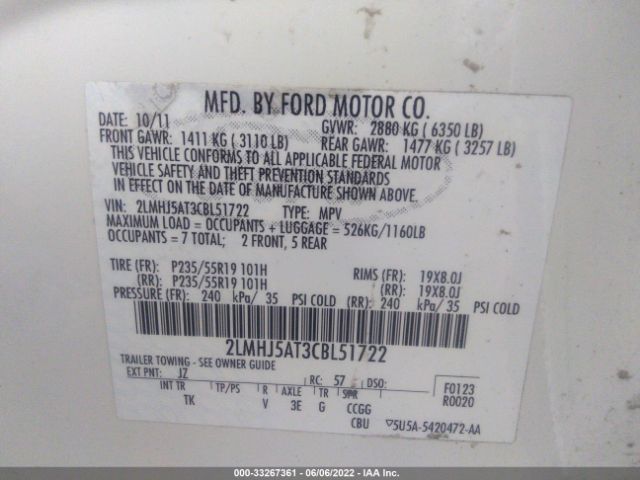 MFD. BY FORD MOTOR CO.
DATE: 10/11 GVWR: 2880 KG ( 6350 LB)
FRONT GAWR: 1411 KG ( 3110 LB) REAR GAWR: 1477 KG ( 3257 LB)
THIS VEHICLE CONFORMS TO ALL APPLICABLE FEDERAL MOTOR
VEHICLE SAFETY AND THEFT PREVENTION STANDARDS
IN EFFECT ON THE DATE OF MANUFACTURE SHOWN ABOVE.
VIN: 2LMHJ5AT3CBL51722 TYPE: MPV
MAXIMUM LOAD = OCCUPANTS + LUGGAGE = 526KG/1160LB
OCCUPANTS = 7 TOTAL; 2 FRONT, 5 REAR
TIRE (FR): P235/55R19 101H RIMS (FR): 19X8.0J
(RR): P235/55R19 101H (RR): 19X8.0J
PRESSURE (FR): 240 kPa/ 35 PSI COLD (RR): 240 kPa/ 35 PSI COLD
2LMHJ5AT3CBL51722
TRAILER TOWING - SEE OWNER GUIDE
EXT PNT: JZ RC: 57 DSO: F0123
INT TR TP/PS R AXLE TR SPR R0020
TK V 3E G CCGG
CBU ▽5U5A-5420472-AA
000-33267361 - 06/06/2022 - IAA Inc.